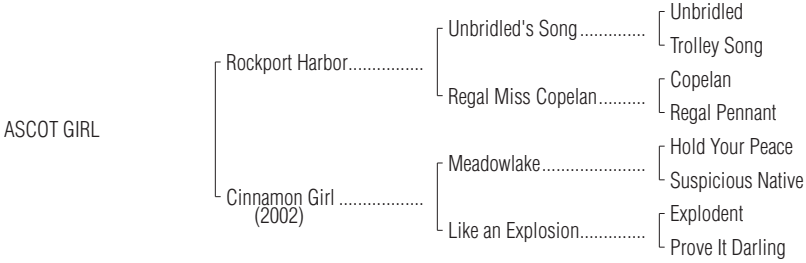 Unbridled
Unbridled's Song..............
Trolley Song
Rockport Harbor................
Copelan
Regal Miss Copelan..........
Regal Pennant
ASCOT GIRL
Hold Your Peace
Meadowlake......................
Suspicious Native
Cinnamon Girl ..................
(2002)
Explodent
Like an Explosion..............
Prove It Darling